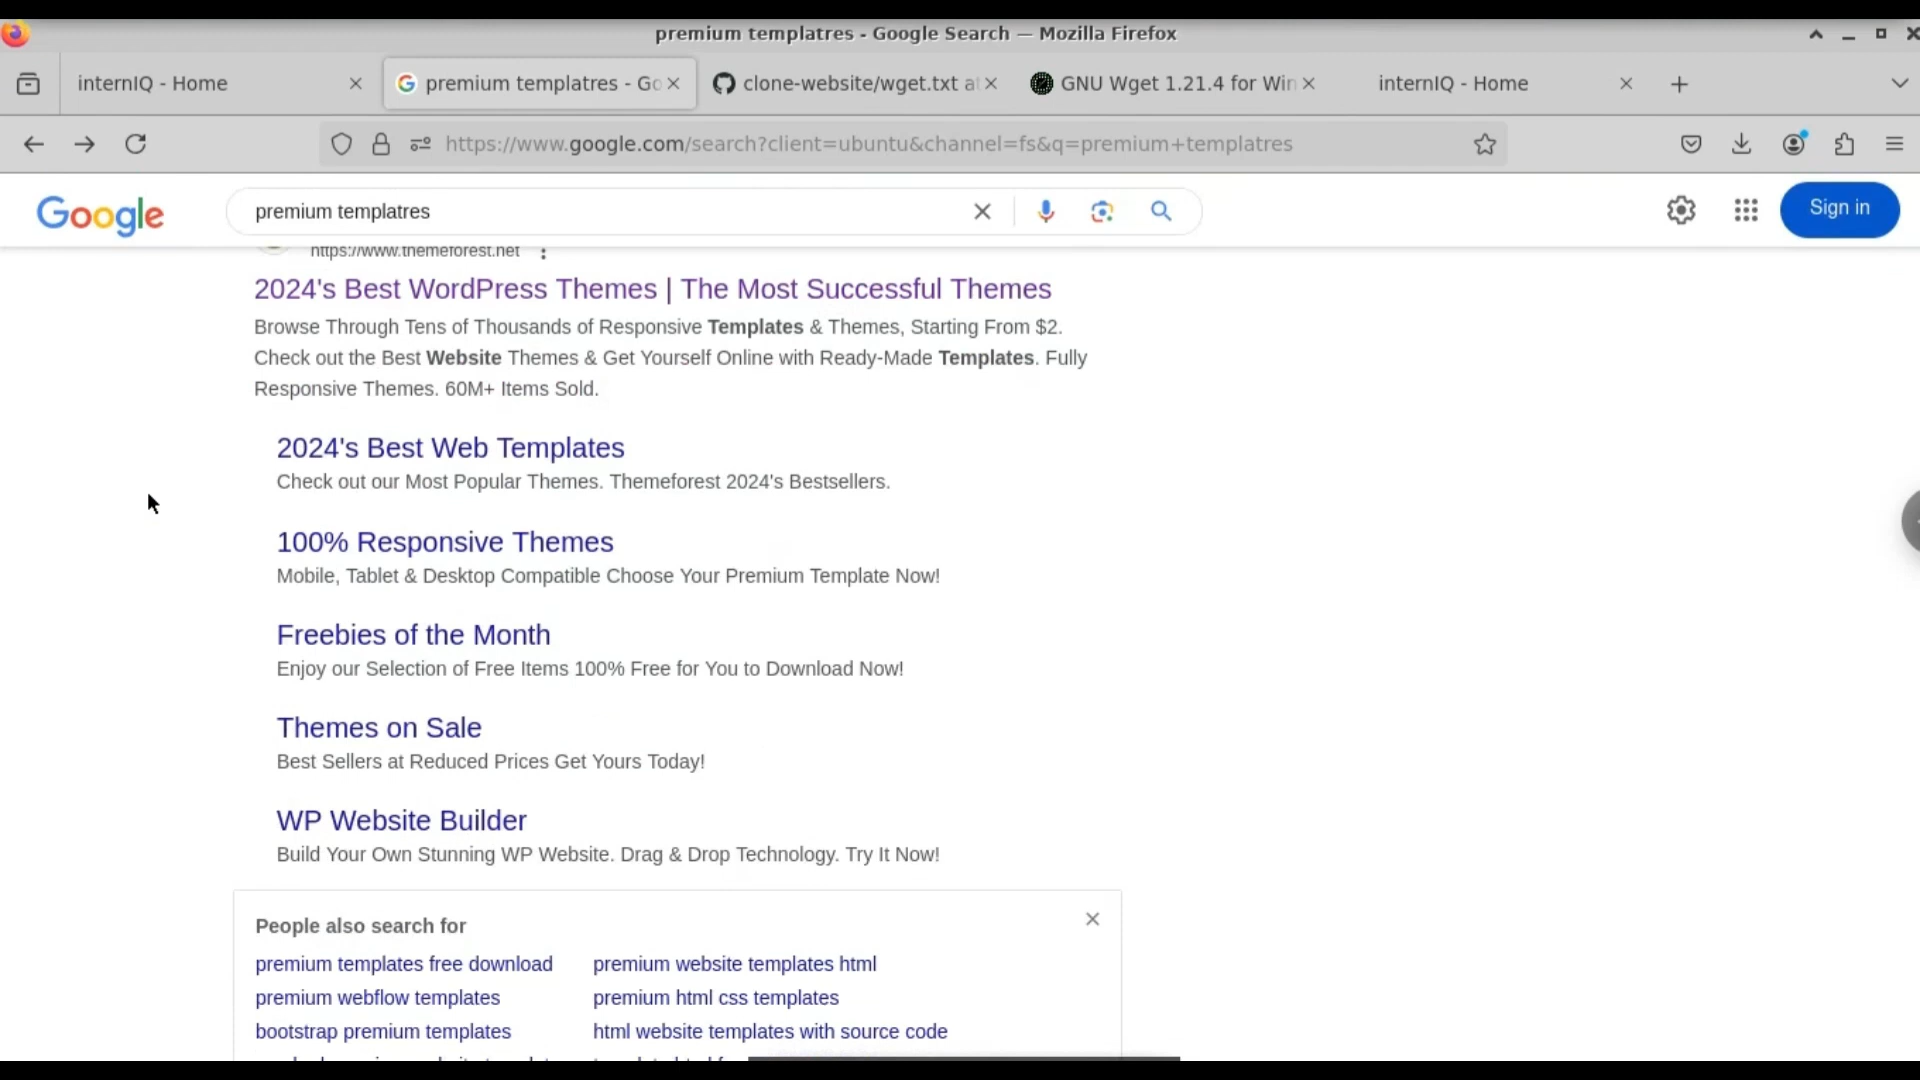 premium templatres - Google Search — Mozilla Firefox
internIQ - Home
premium templatres - Go
clone-website/wget.txt at
GNU Wget 1.21.4 for Win
internIQ - Home
https://www.google.com/search?client=ubuntu&channel=fs&q=premium+templatres
Google
premium templatres
Sign in
https://www.themeforest.net
2024's Best WordPress Themes | The Most Successful Themes
Browse Through Tens of Thousands of Responsive Templates & Themes, Starting From $2.
Check out the Best Website Themes & Get Yourself Online with Ready-Made Templates. Fully
Responsive Themes. 60M+ Items Sold.
2024's Best Web Templates
Check out our Most Popular Themes. Themeforest 2024's Bestsellers.
100% Responsive Themes
Mobile, Tablet & Desktop Compatible Choose Your Premium Template Now!
Freebies of the Month
Enjoy our Selection of Free Items 100% Free for You to Download Now!
Themes on Sale
Best Sellers at Reduced Prices Get Yours Today!
WP Website Builder
Build Your Own Stunning WP Website. Drag & Drop Technology. Try It Now!
People also search for
premium templates free download
premium website templates html
premium webflow templates
premium html css templates
bootstrap premium templates
html website templates with source code